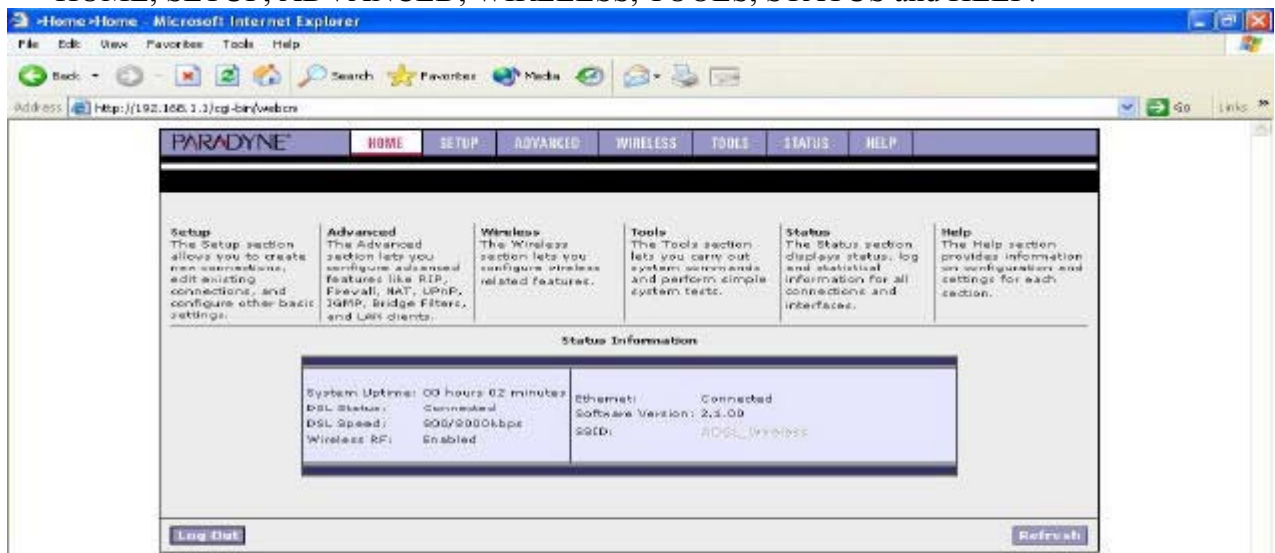 HOME, SETUP, ADVANCED, WIRELESS, TOOLS, STATUS and HELP.
Home>Home - Microsoft Internet Explorer
File Edit View Favorites Tools Help
Back Search Favorites Media
Address http://192.168.1.1/cgi-bin/webcm Go Links »
PARADYNE HOME SETUP ADVANCED WIRELESS TOOLS STATUS HELP
Setup
The Setup section
allows you to create
new connections,
edit existing
connections, and
configure other basic
settings.
Advanced
The Advanced
section lets you
configure advanced
features like RIP,
Firewall, NAT, UPnP,
IGMP, Bridge Filters,
and LAN clients.
Wireless
The Wireless
section lets you
configure wireless
related features.
Tools
The Tools section
lets you carry out
system commands
and perform simple
system tests.
Status
The Status section
displays status, log
and statistical
information for all
connections and
interfaces.
Help
The Help section
provides information
on configuration and
settings for each
section.
Status Information
System Uptime: 00 hours 02 minutes
DSL Status: Connected
DSL Speed: 800/8000kbps
Wireless RF: Enabled
Ethernet: Connected
Software Version: 2.1.00
SSID: ADSL_Wireless
Log Out Refresh